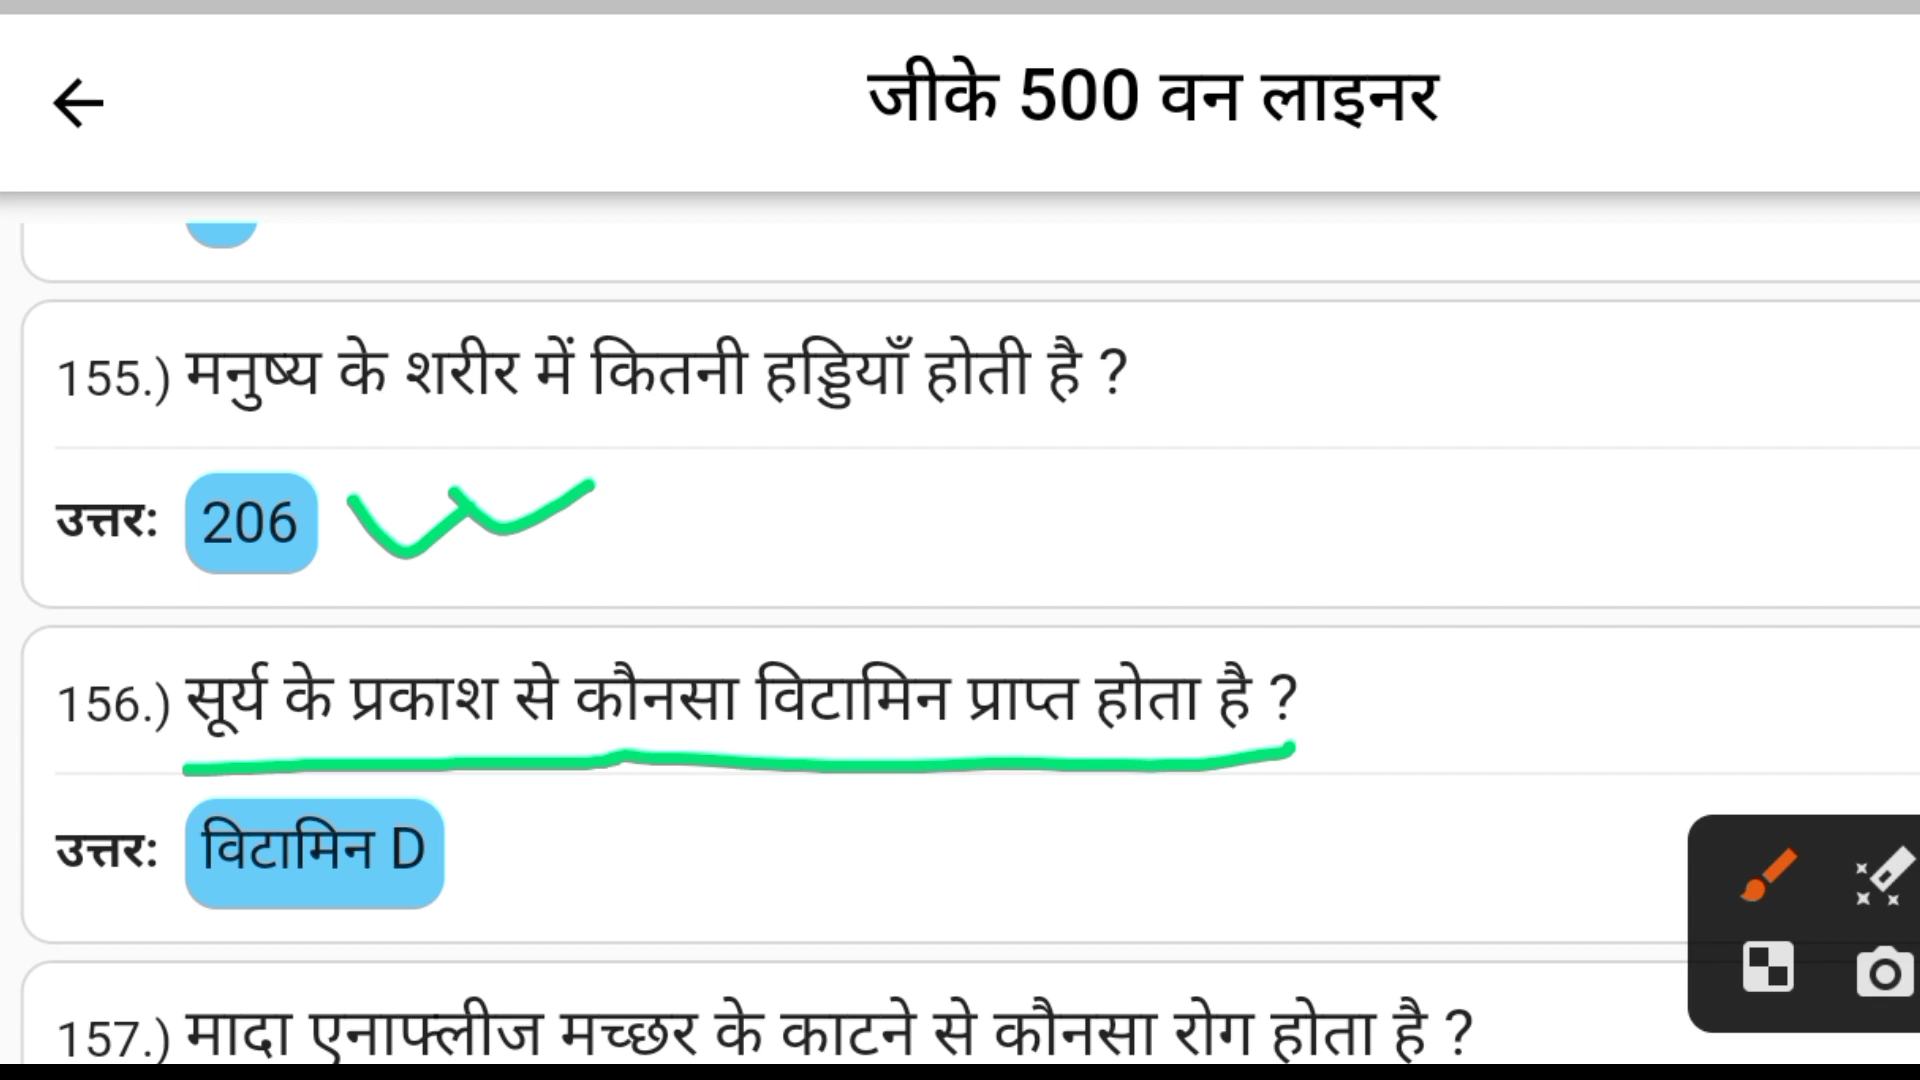 जीके 500 वन लाइनर
155.) मनुष्य के शरीर में कितनी हड्डियाँ होती है ?
उत्तर: 206
156.) सूर्य के प्रकाश से कौनसा विटामिन प्राप्त होता है ?
उत्तर: विटामिन D
157.) मादा एनाफ्लीज मच्छर के काटने से कौनसा रोग होता है ?